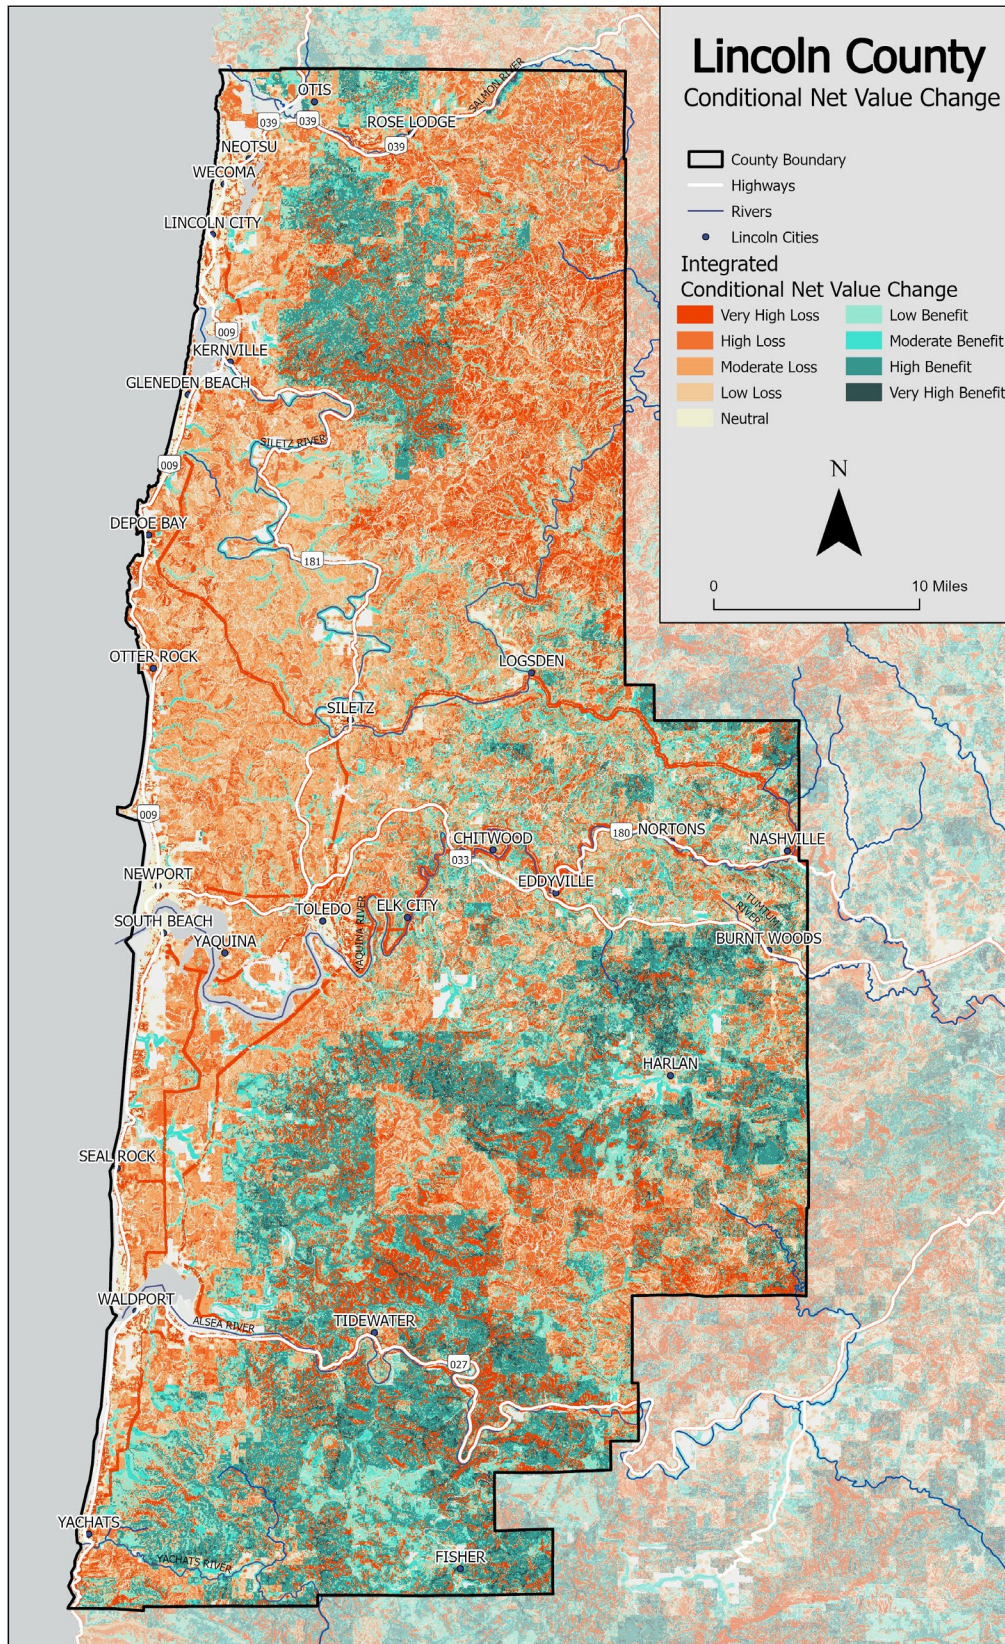 Lincoln County
Conditional Net Value Change
County Boundary
Highways
Rivers
Lincoln Cities
Integrated
Conditional Net Value Change
Very High Loss
High Loss
Moderate Loss
Low Loss
Neutral
Low Benefit
Moderate Benefit
High Benefit
Very High Benefit
N
0 10 Miles
OTIS
SALMON RIVER
039 039 ROSE LODGE
039
NEOTSU
WECOMA
LINCOLN CITY
009
KERNVILLE
GLENEDEN BEACH
SILETZ RIVER
009
DEPOE BAY
181
OTTER ROCK
LOGSDEN
SILETZ
009
CHITWOOD
180 NORTONS
NASHVILLE
033
NEWPORT
EDDYVILLE
TOLEDO
ELK CITY
YAQUINA RIVER
TUMTUM
RIVER
SOUTH BEACH
YAQUINA
BURNT WOODS
HARLAN
SEAL ROCK
WALDPORT
ALSEA RIVER
TIDEWATER
027
YACHATS
YACHATS RIVER
FISHER